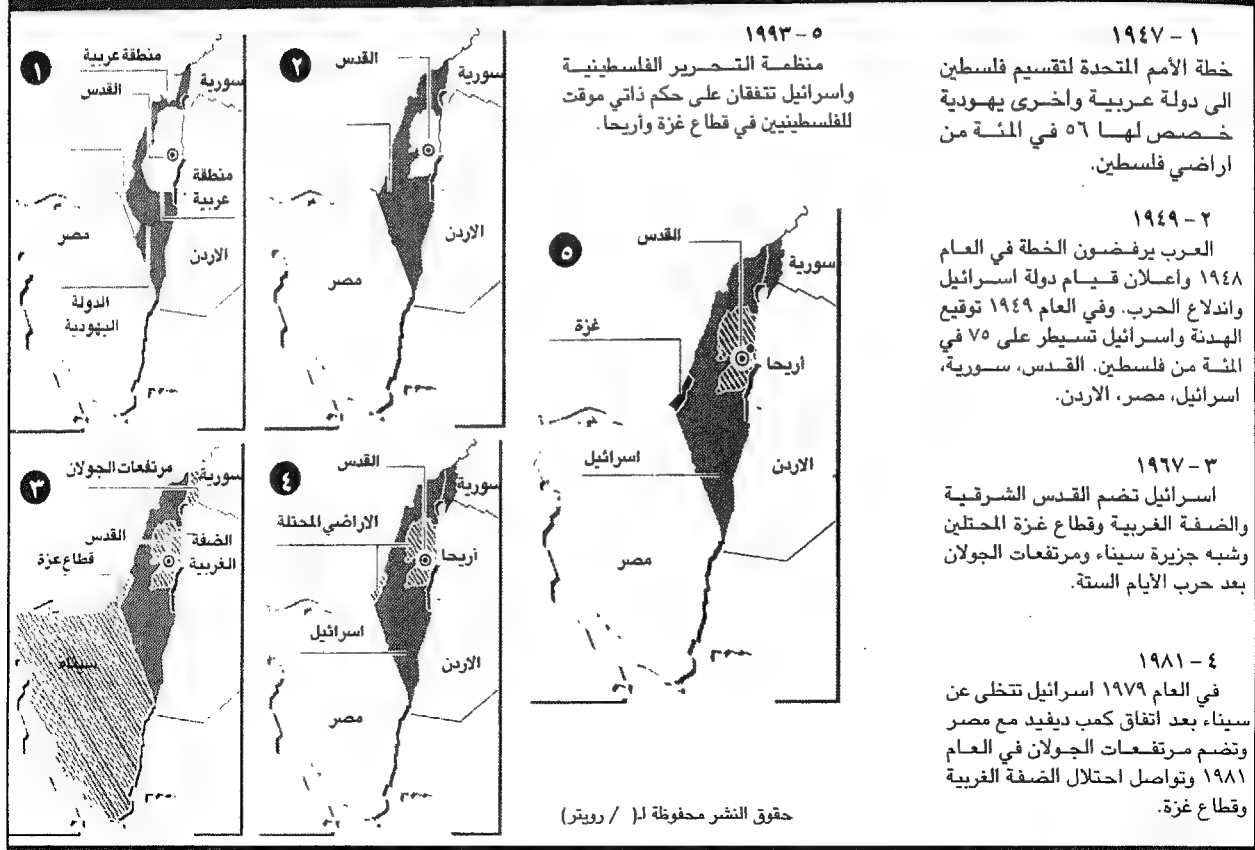 ١ – ١٩٤٧
خطة الأمم المتحدة لتقسيم فلسطين
الى دولة عربية واخرى يهودية
خصص لها ٥٦ في المئة من
اراضي فلسطين.
٢ – ١٩٤٩
العرب يرفضون الخطة في العام
١٩٤٨ واعلان قيام دولة اسرائيل
واندلاع الحرب. وفي العام ١٩٤٩ توقيع
الهدنة واسرائيل تسيطر على ٧٥ في
المئة من فلسطين. القدس، سورية،
اسرائيل، مصر، الاردن.
٣ – ١٩٦٧
اسرائيل تضم القدس الشرقية
والضفة الغربية وقطاع غزة المحتلين
وشبه جزيرة سيناء ومرتفعات الجولان
بعد حرب الأيام الستة.
٤ – ١٩٨١
في العام ١٩٧٩ اسرائيل تتخلى عن
سيناء بعد اتفاق كمب ديفيد مع مصر
وتضم مرتفعات الجولان في العام
١٩٨١ وتواصل احتلال الضفة الغربية
وقطاع غزة.
٥ – ١٩٩٣
منظمة التحرير الفلسطينية
واسرائيل تتفقان على حكم ذاتي موقت
للفلسطينيين في قطاع غزة وأريحا.
١
منطقة عربية
سورية
القدس
منطقة
عربية
مصر
الاردن
الدولة
اليهودية
٢
القدس
سورية
الاردن
مصر
٣
مرتفعات الجولان
سورية
القدس
الضفة
الغربية
قطاع غزة
سيناء
٤
القدس
سورية
الاراضي المحتلة
أريحا
اسرائيل
الاردن
مصر
٥
القدس
سورية
غزة
أريحا
اسرائيل
الاردن
مصر
حقوق النشر محفوظة لـ( / رويتر)